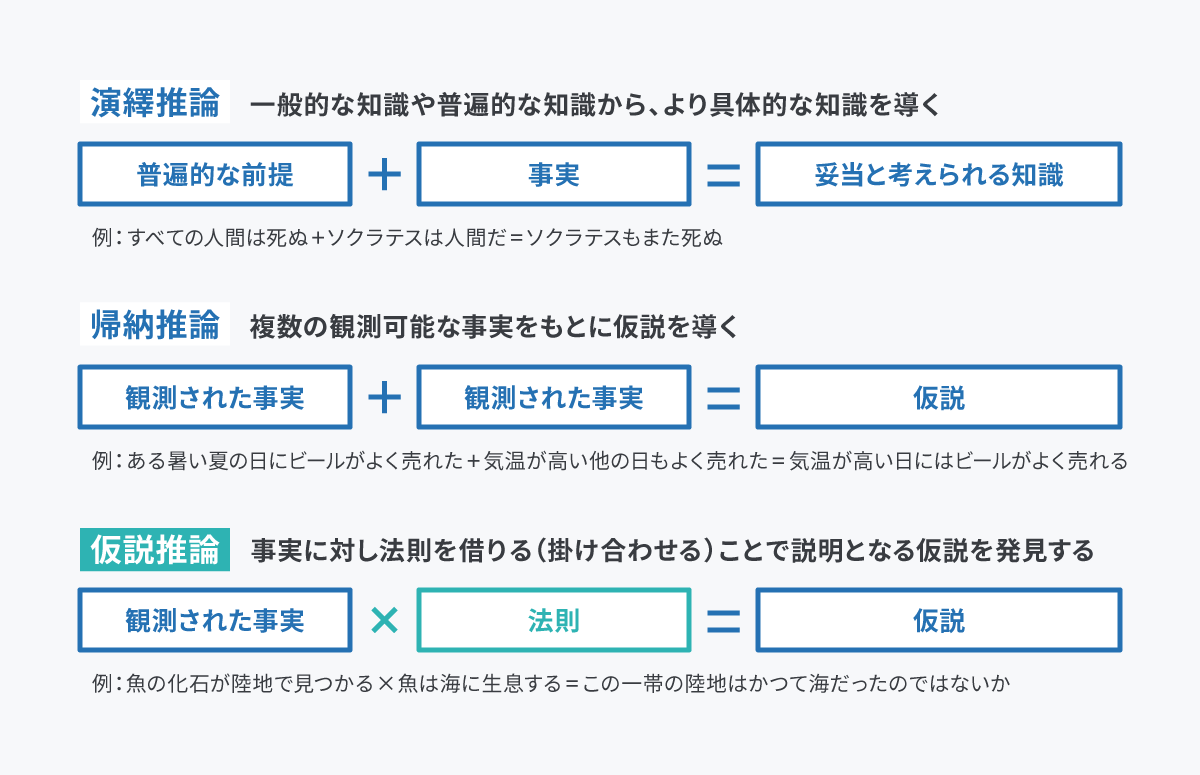 演繹推論 一般的な知識や普遍的な知識から、より具体的な知識を導く
普遍的な前提 + 事実 = 妥当と考えられる知識
例：すべての人間は死ぬ＋ソクラテスは人間だ＝ソクラテスもまた死ぬ
帰納推論 複数の観測可能な事実をもとに仮説を導く
観測された事実 + 観測された事実 = 仮説
例：ある暑い夏の日にビールがよく売れた＋気温が高い他の日もよく売れた＝気温が高い日にはビールがよく売れる
仮説推論 事実に対し法則を借りる（掛け合わせる）ことで説明となる仮説を発見する
観測された事実 × 法則 = 仮説
例：魚の化石が陸地で見つかる×魚は海に生息する＝この一帯の陸地はかつて海だったのではないか